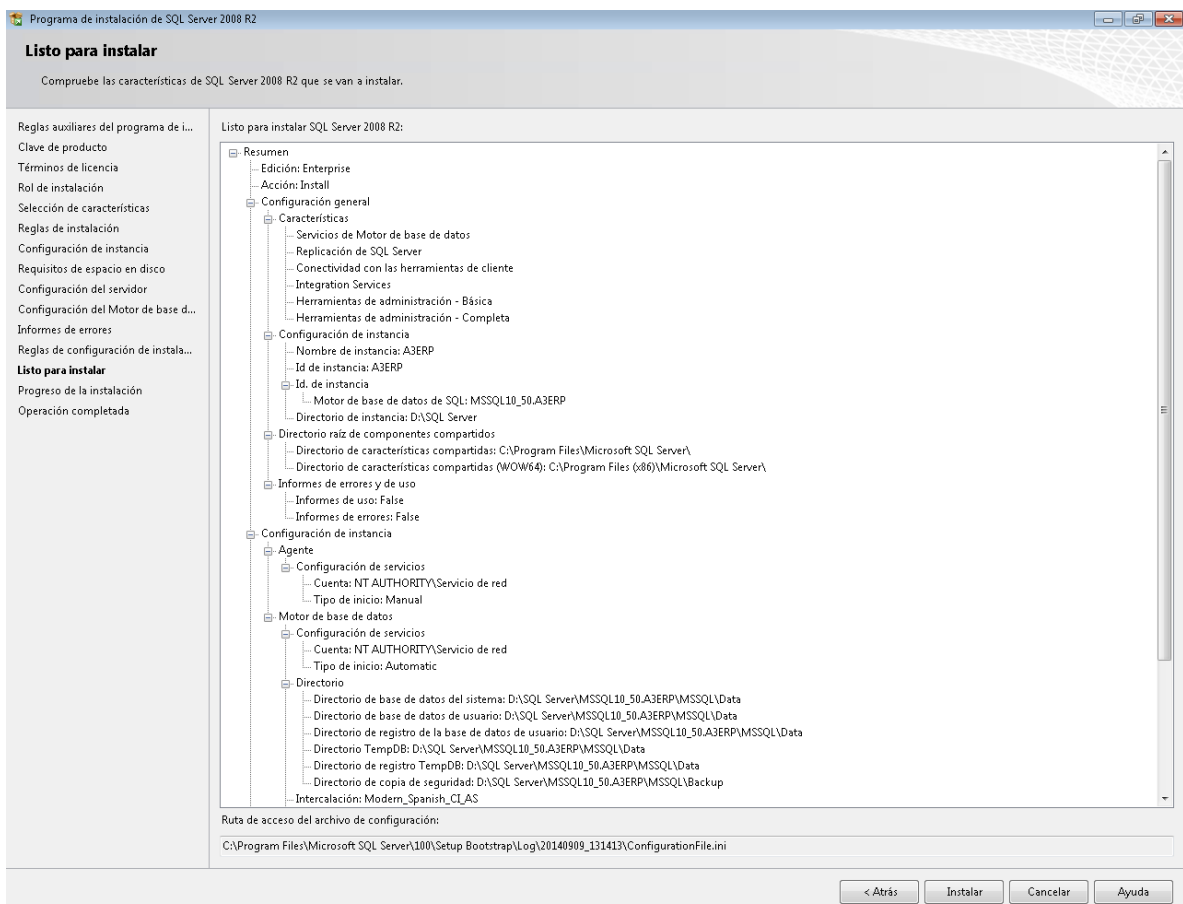 Programa de instalación de SQL Server 2008 R2
Listo para instalar
Compruebe las características de SQL Server 2008 R2 que se van a instalar.
Reglas auxiliares del programa de i...
Clave de producto
Términos de licencia
Rol de instalación
Selección de características
Reglas de instalación
Configuración de instancia
Requisitos de espacio en disco
Configuración del servidor
Configuración del Motor de base d...
Informes de errores
Reglas de configuración de instala...
Listo para instalar
Progreso de la instalación
Operación completada
Listo para instalar SQL Server 2008 R2:
Resumen
Edición: Enterprise
Acción: Install
Configuración general
Características
Servicios de Motor de base de datos
Replicación de SQL Server
Conectividad con las herramientas de cliente
Integration Services
Herramientas de administración - Básica
Herramientas de administración - Completa
Configuración de instancia
Nombre de instancia: A3ERP
Id de instancia: A3ERP
Id. de instancia
Motor de base de datos de SQL: MSSQL10_50.A3ERP
Directorio de instancia: D:\SQL Server
Directorio raíz de componentes compartidos
Directorio de características compartidas: C:\Program Files\Microsoft SQL Server\
Directorio de características compartidas (WOW64): C:\Program Files (x86)\Microsoft SQL Server\
Informes de errores y de uso
Informes de uso: False
Informes de errores: False
Configuración de instancia
Agente
Configuración de servicios
Cuenta: NT AUTHORITY\Servicio de red
Tipo de inicio: Manual
Motor de base de datos
Configuración de servicios
Cuenta: NT AUTHORITY\Servicio de red
Tipo de inicio: Automatic
Directorio
Directorio de base de datos del sistema: D:\SQL Server\MSSQL10_50.A3ERP\MSSQL\Data
Directorio de base de datos de usuario: D:\SQL Server\MSSQL10_50.A3ERP\MSSQL\Data
Directorio de registro de la base de datos de usuario: D:\SQL Server\MSSQL10_50.A3ERP\MSSQL\Data
Directorio TempDB: D:\SQL Server\MSSQL10_50.A3ERP\MSSQL\Data
Directorio de registro TempDB: D:\SQL Server\MSSQL10_50.A3ERP\MSSQL\Data
Directorio de copia de seguridad: D:\SQL Server\MSSQL10_50.A3ERP\MSSQL\Backup
Intercalación: Modern_Spanish_CI_AS
Ruta de acceso del archivo de configuración:
C:\Program Files\Microsoft SQL Server\100\Setup Bootstrap\Log\20140909_131413\ConfigurationFile.ini
< Atrás
Instalar
Cancelar
Ayuda